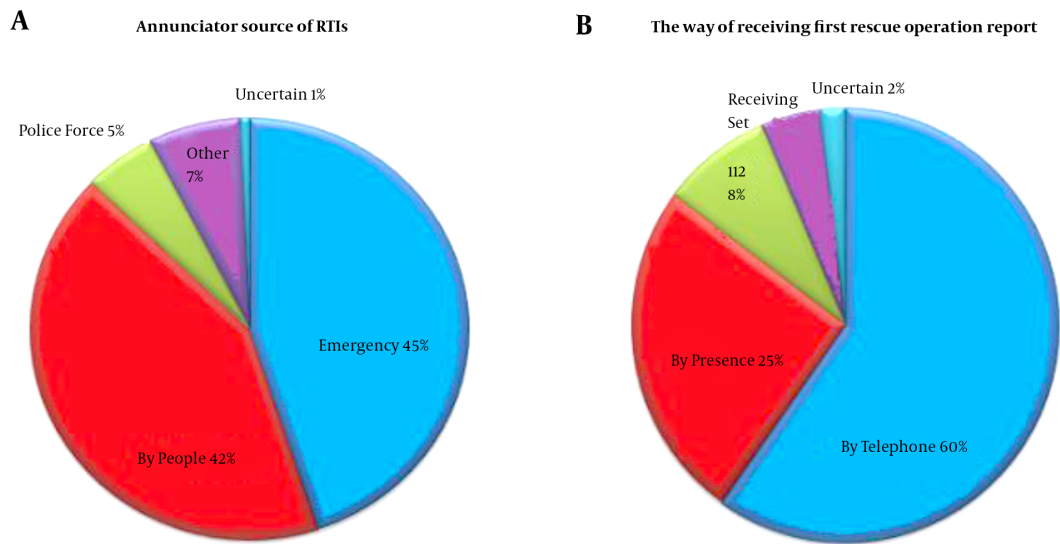 A
Annunciator source of RTIs
Uncertain 1%
Police Force 5%
Other
7%
Emergency 45%
By People 42%
B
The way of receiving first rescue operation report
Uncertain 2%
Receiving
Set
112
8%
By Presence 25%
By Telephone 60%